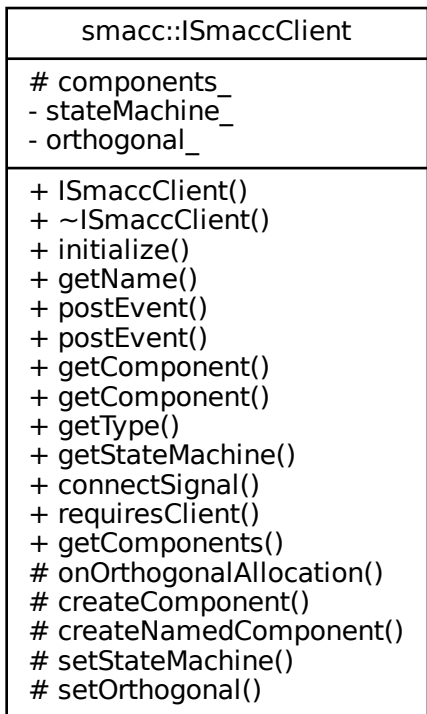 smacc::ISmaccClient
# components_
- stateMachine_
- orthogonal_
+ ISmaccClient()
+ ~ISmaccClient()
+ initialize()
+ getName()
+ postEvent()
+ postEvent()
+ getComponent()
+ getComponent()
+ getType()
+ getStateMachine()
+ connectSignal()
+ requiresClient()
+ getComponents()
# onOrthogonalAllocation()
# createComponent()
# createNamedComponent()
# setStateMachine()
# setOrthogonal()